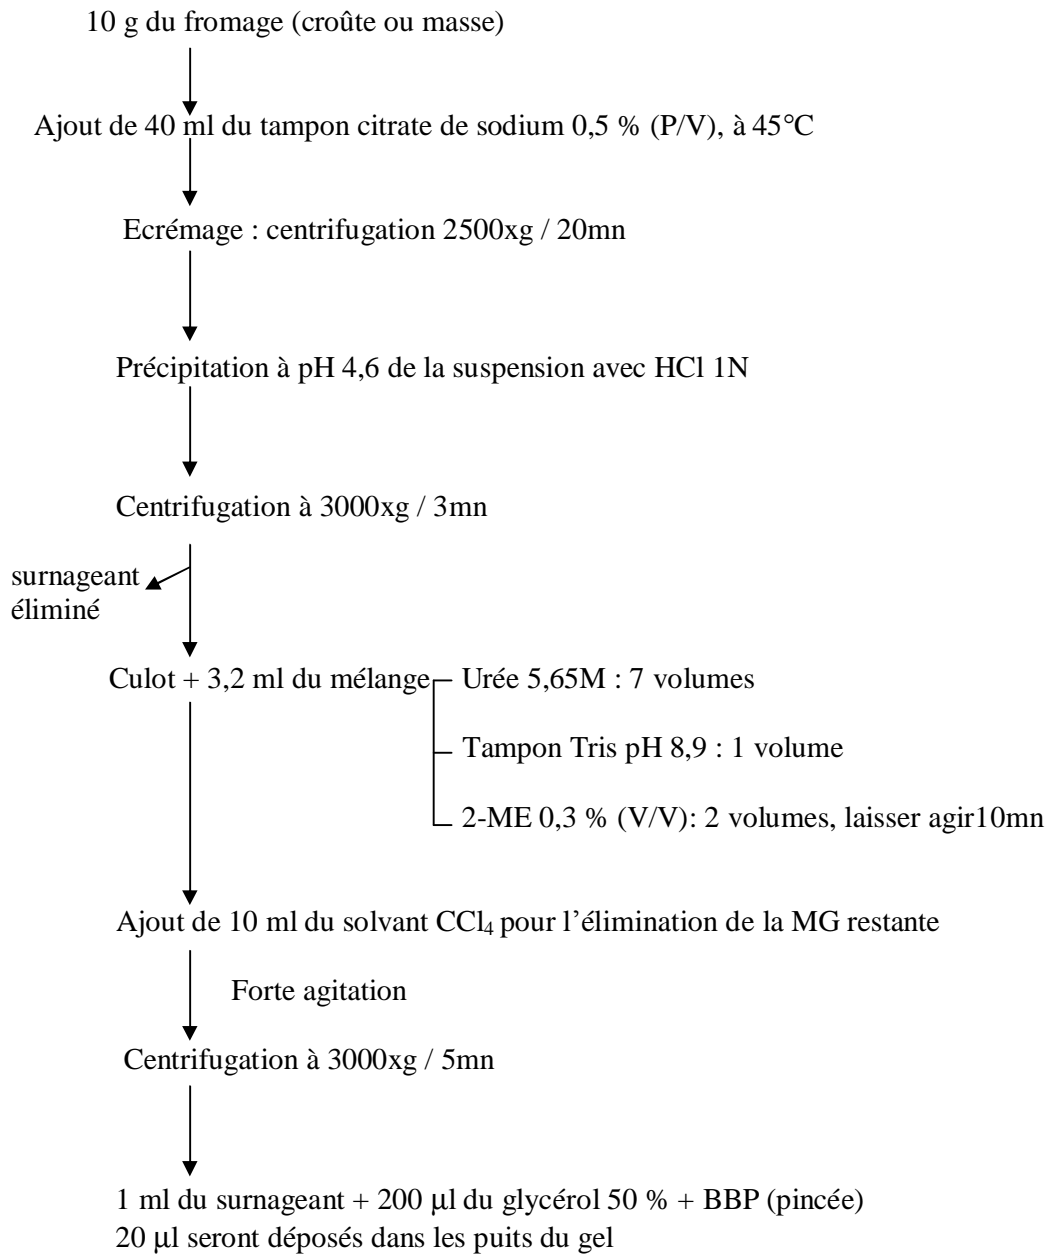 10 g du fromage (croûte ou masse)
Ajout de 40 ml du tampon citrate de sodium 0,5 % (P/V), à 45°C
Ecrémage : centrifugation 2500xg / 20mn
Précipitation à pH 4,6 de la suspension avec HCl 1N
Centrifugation à 3000xg / 3mn
surnageant
éliminé
Culot + 3,2 ml du mélange
Urée 5,65M : 7 volumes
Tampon Tris pH 8,9 : 1 volume
2-ME 0,3 % (V/V): 2 volumes, laisser agir10mn
Ajout de 10 ml du solvant CCl₄ pour l’élimination de la MG restante
Forte agitation
Centrifugation à 3000xg / 5mn
1 ml du surnageant + 200 µl du glycérol 50 % + BBP (pincée)
20 µl seront déposés dans les puits du gel